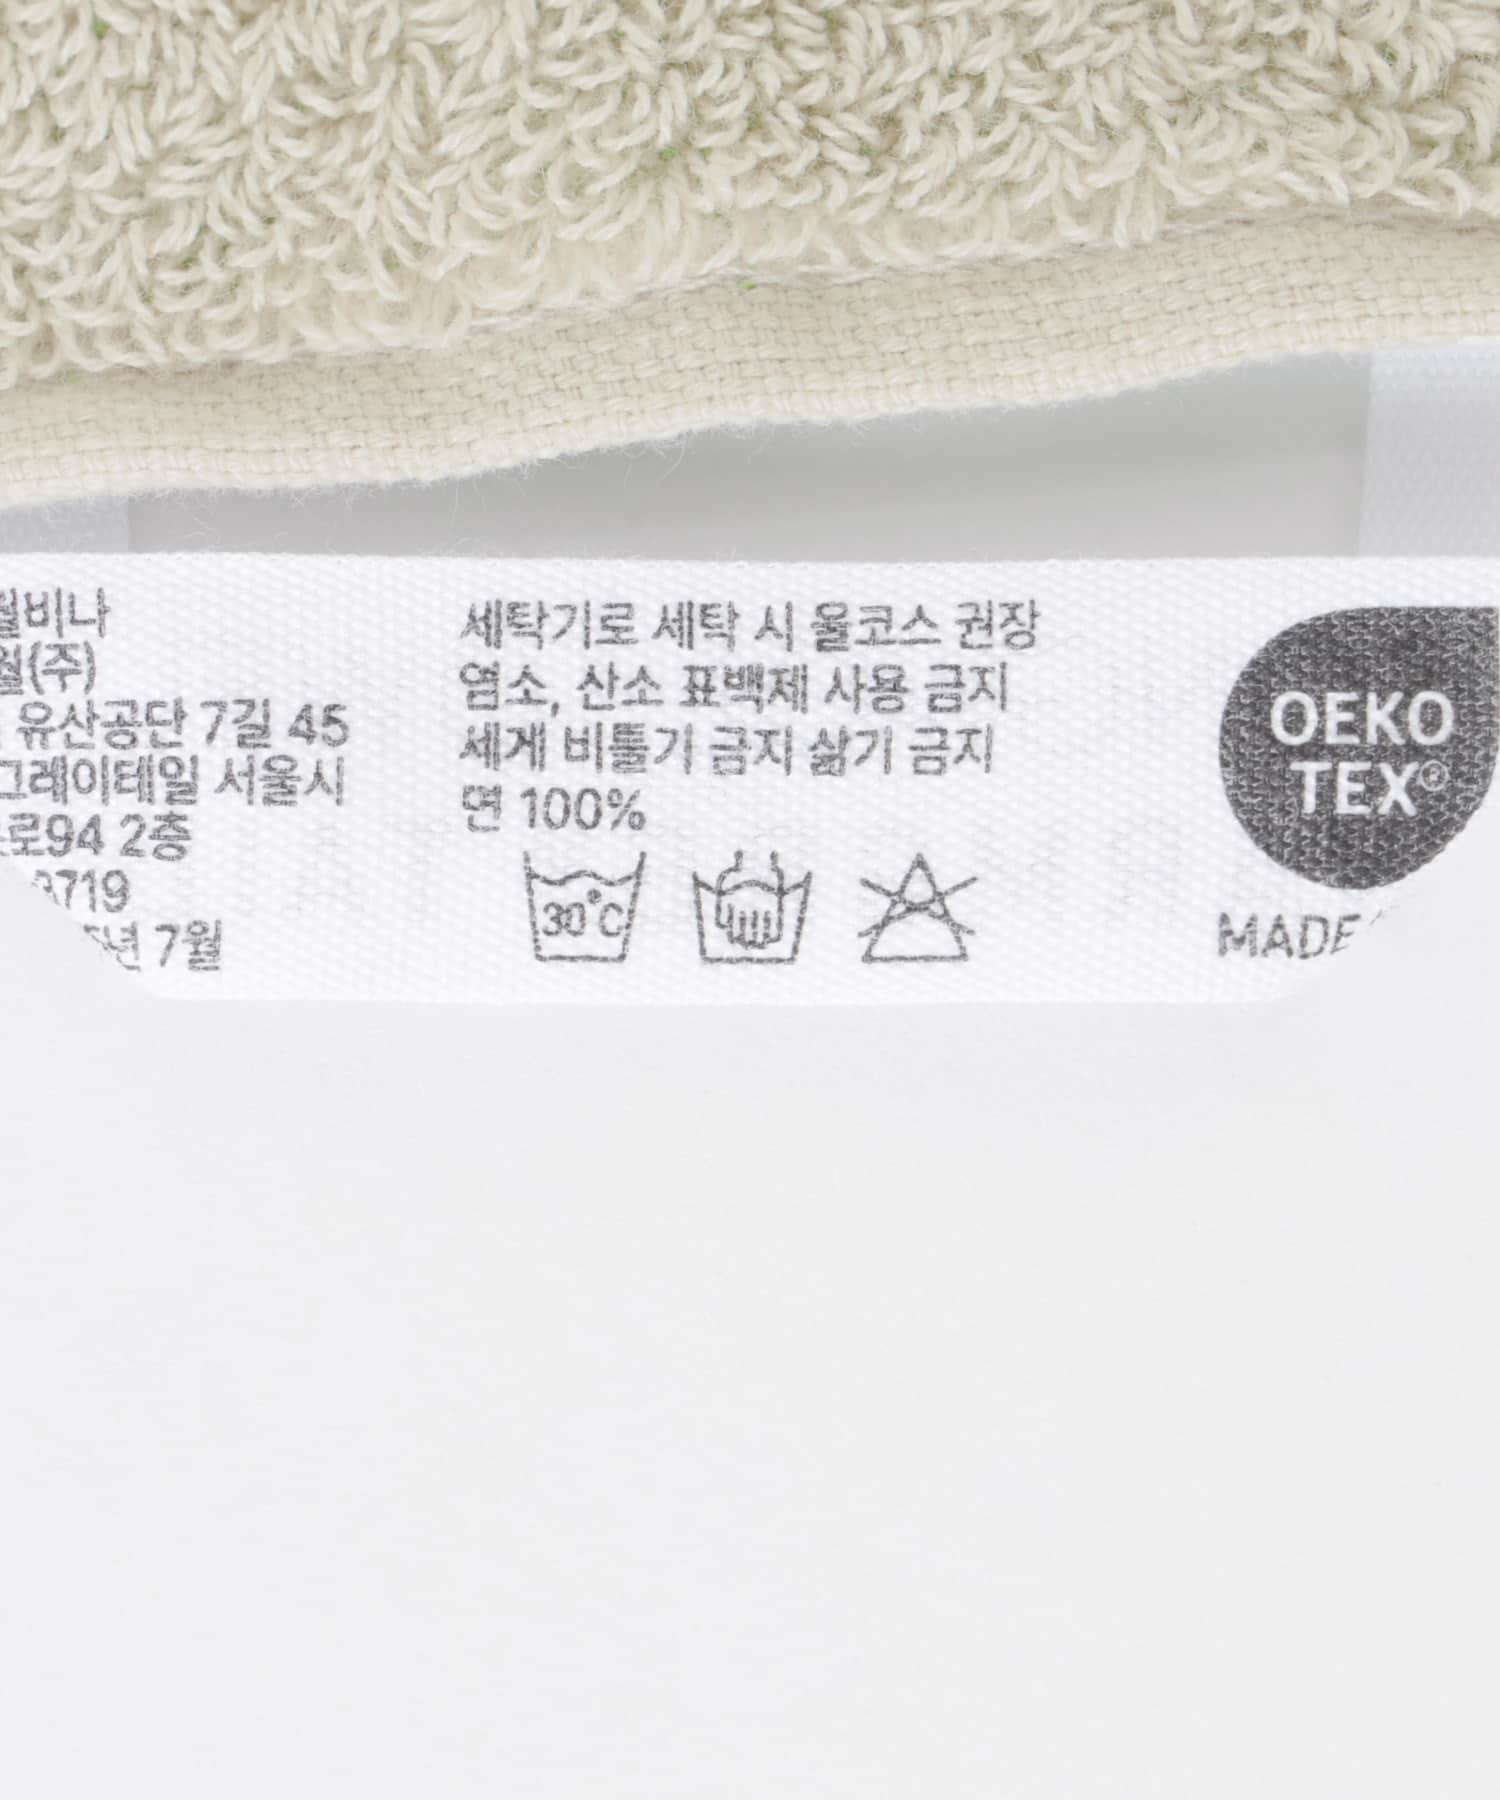 월비나
월(주)
유산공단 7길 45
그레이테일 서울시
로94 2층
0719
5년 7월
세탁기로 세탁 시 울코스 권장
염소, 산소 표백제 사용 금지
세게 비틀기 금지 삶기 금지
면 100%
30°C
OEKO
TEX®
MADE